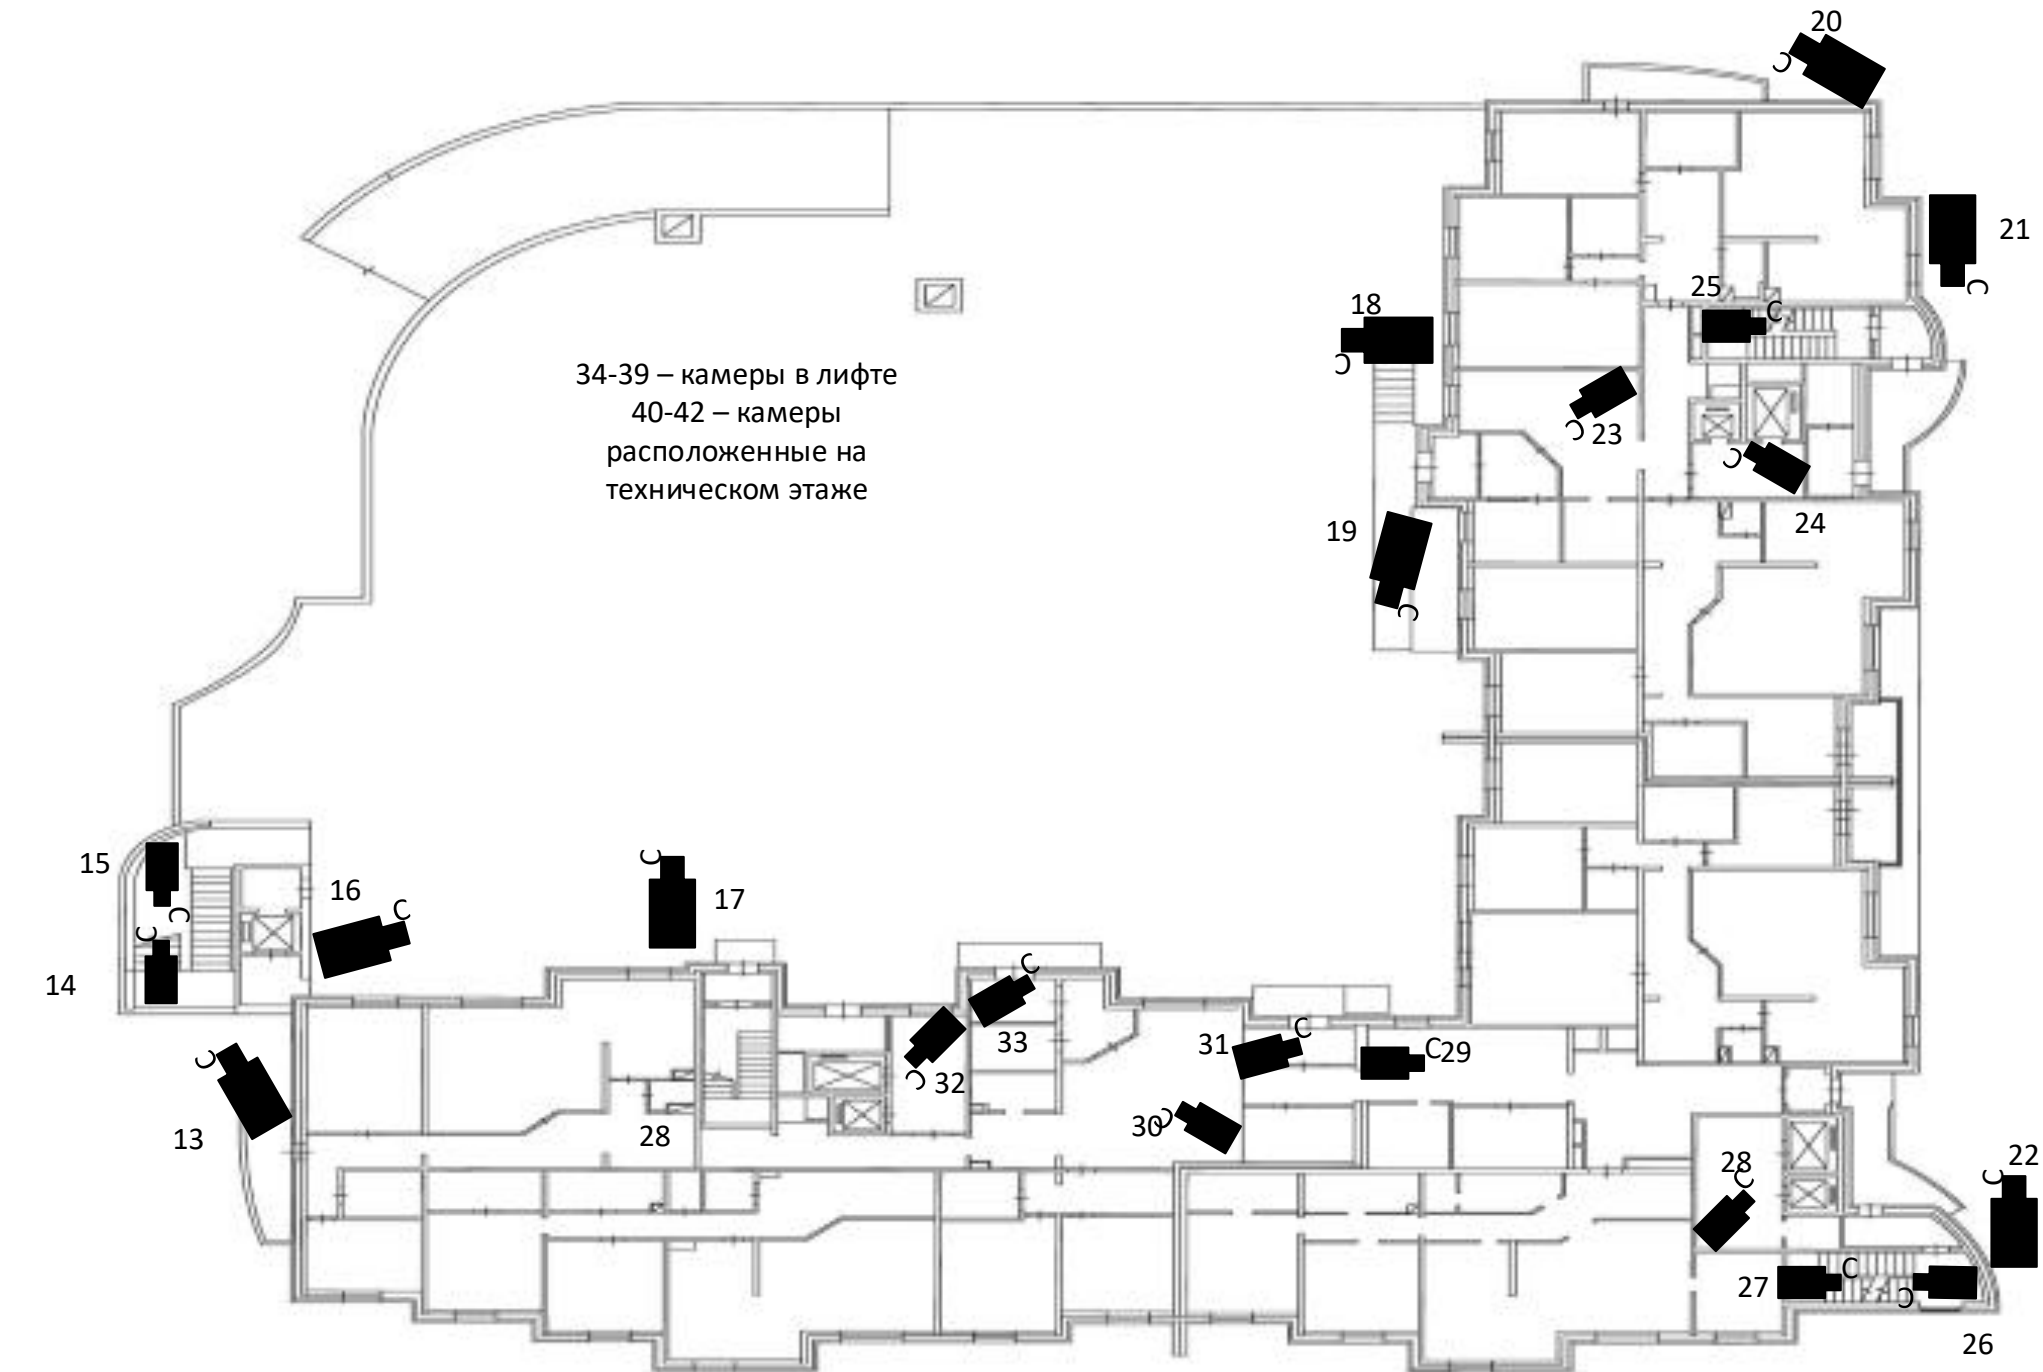 20
С
21
С
25
С
18
С
34-39 – камеры в лифте
40-42 – камеры
расположенные на
техническом этаже
С
23
С
24
19
С
15
16
С
С
17
С
С
14
С
33
31
С
С
29
С
32
С
13
30
С
28
28
С
22
С
27
С
С
26